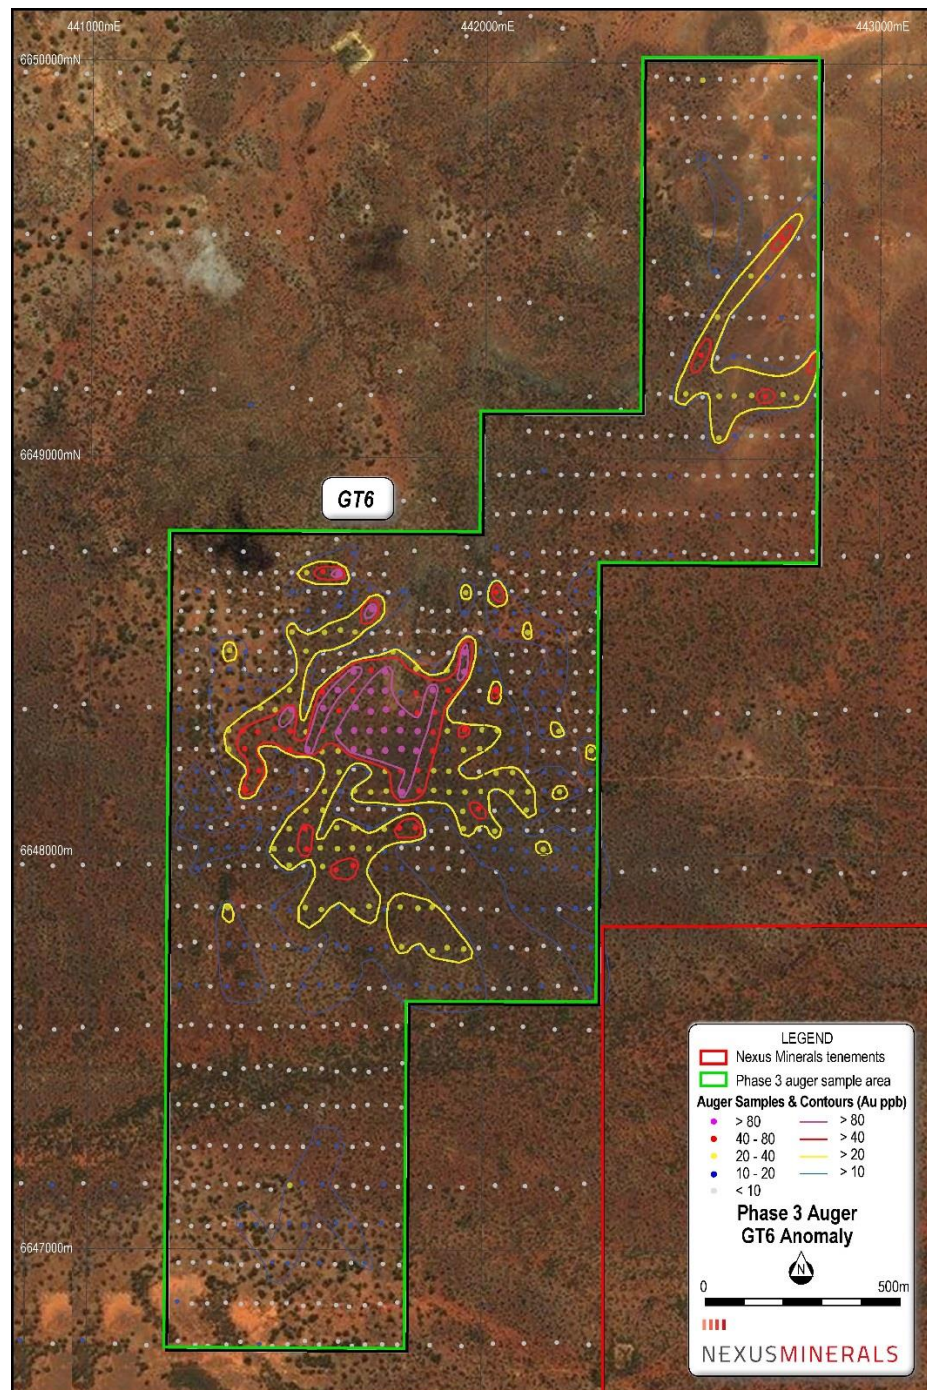 441000mE
442000mE
443000mE
6650000mN
6649000mN
GT6
6648000m
6647000m
LEGEND
Nexus Minerals tenements
Phase 3 auger sample area
Auger Samples & Contours (Au ppb)
> 80 > 80
40 - 80 > 40
20 - 40 > 20
10 - 20 > 10
< 10
Phase 3 Auger
GT6 Anomaly
N
0 500m
NEXUSMINERALS